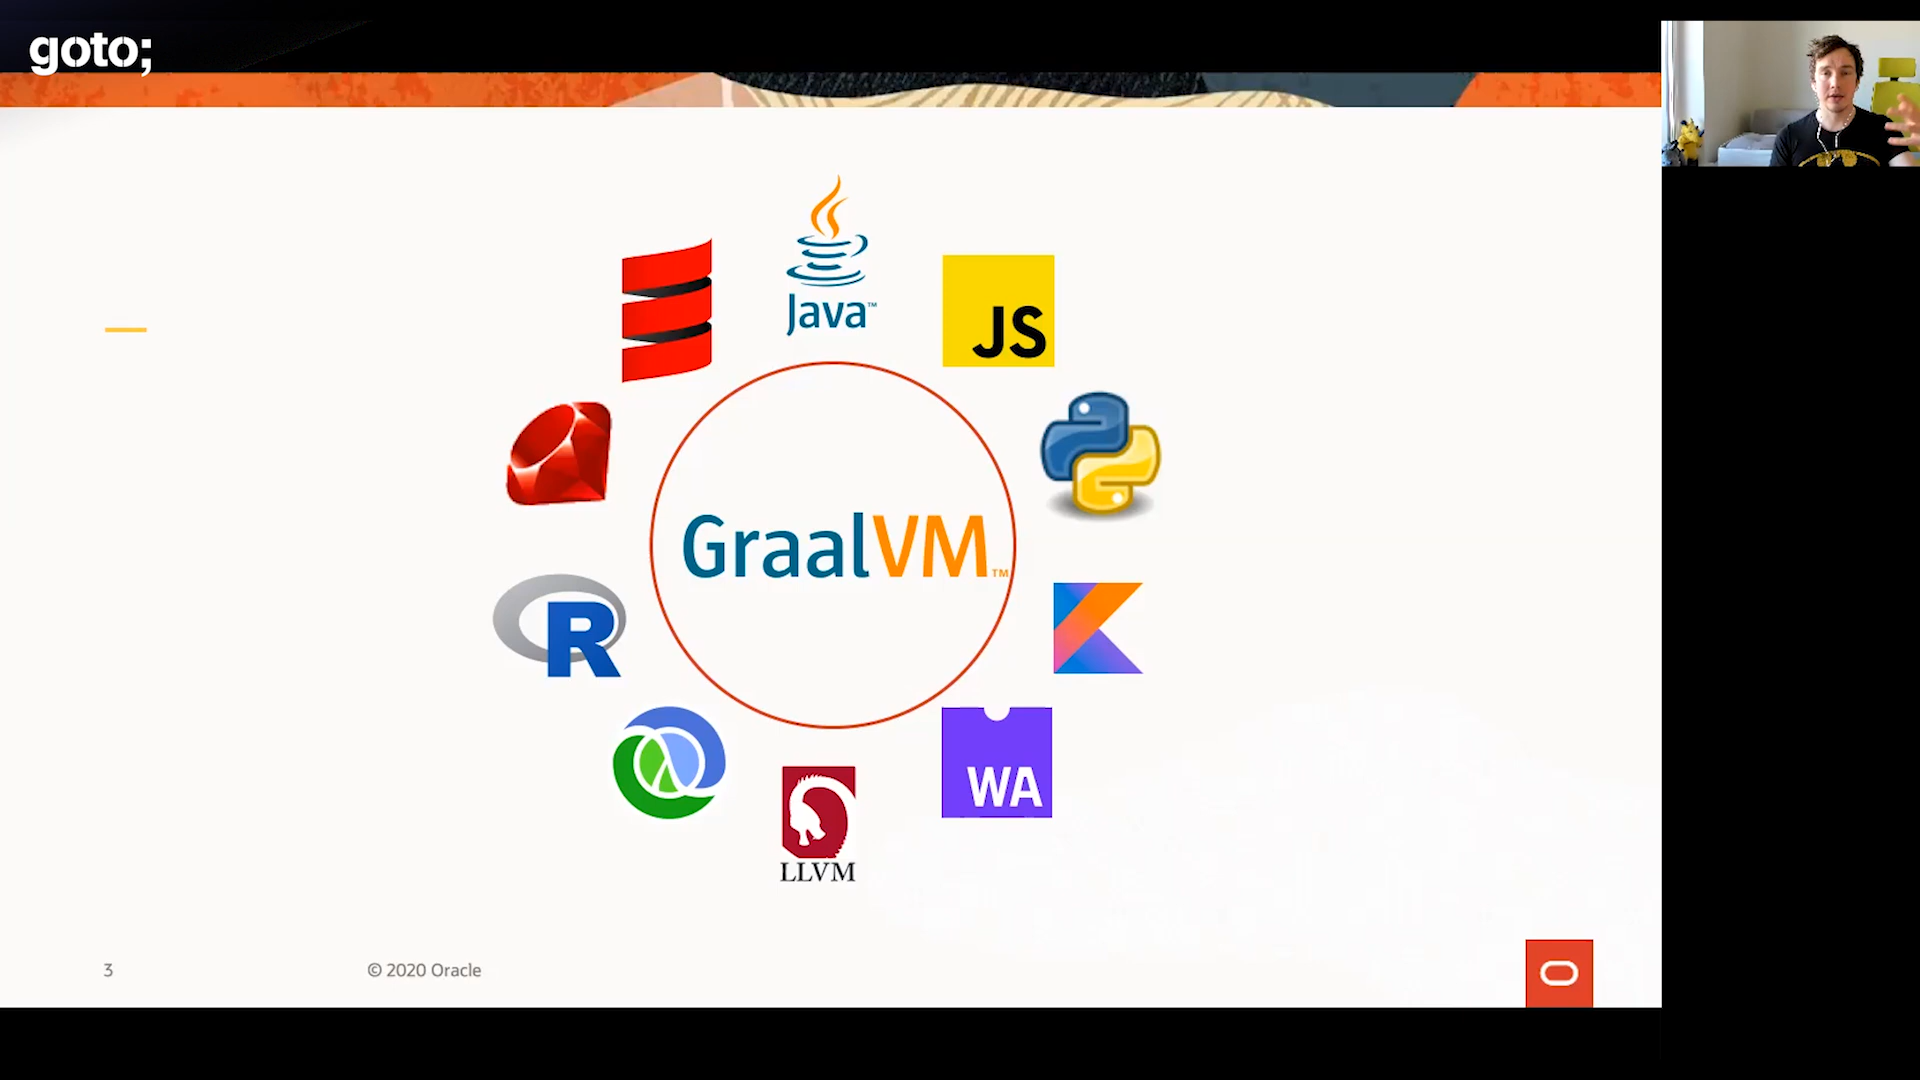 goto;
Java™
JS
GraalVM™
R
WA
LLVM
3
© 2020 Oracle